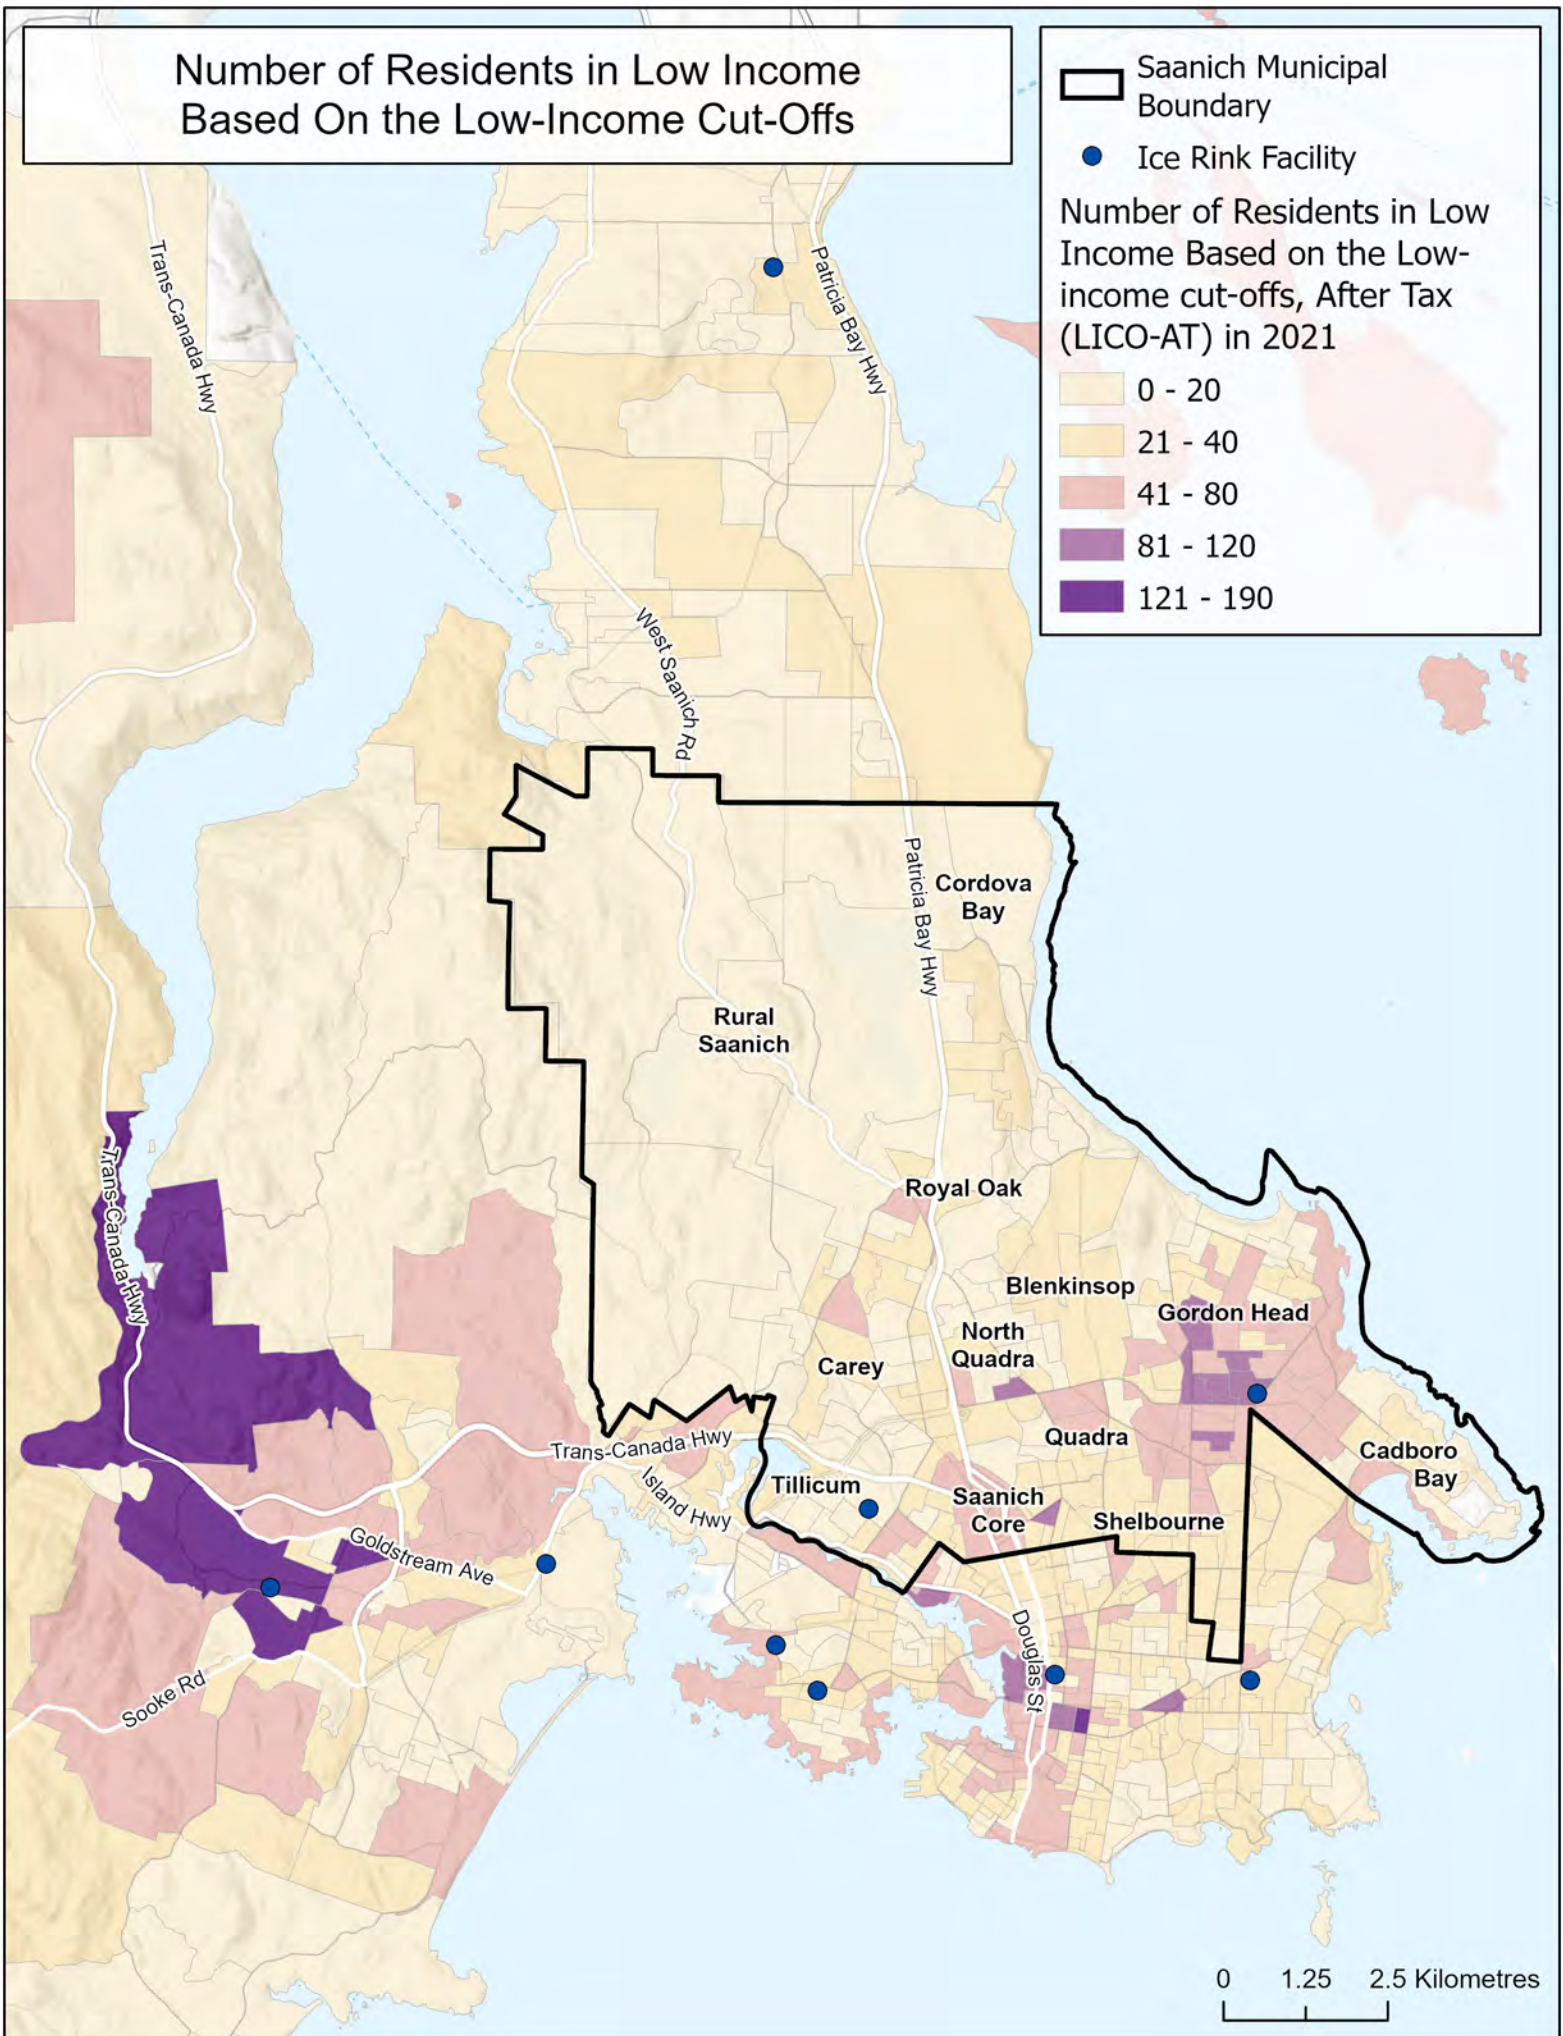 Number of Residents in Low Income
Based On the Low-Income Cut-Offs
Saanich Municipal
Boundary
Ice Rink Facility
Number of Residents in Low
Income Based on the Low-
income cut-offs, After Tax
(LICO-AT) in 2021
0 - 20
21 - 40
41 - 80
81 - 120
121 - 190
Trans-Canada Hwy
Patricia Bay Hwy
West Saanich Rd
Patricia Bay Hwy
Cordova
Bay
Rural
Saanich
Trans-Canada Hwy
Royal Oak
Blenkinsop
Gordon Head
North
Quadra
Carey
Trans-Canada Hwy
Quadra
Cadboro
Bay
Island Hwy
Tillicum
Saanich
Core
Shelbourne
Goldstream Ave
Douglas St
Sooke Rd
0 1.25 2.5 Kilometres